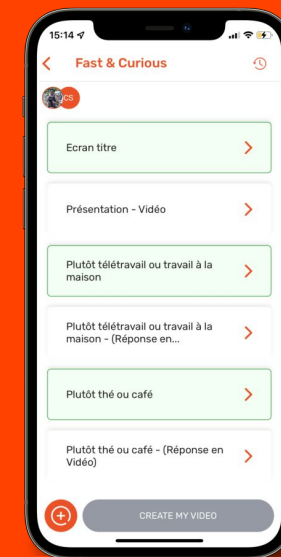 15:14
Fast & Curious
CS
Ecran titre
Présentation - Vidéo
Plutôt télétravail ou travail à la
maison
Plutôt télétravail ou travail à la
maison - (Réponse en...
Plutôt thé ou café
Plutôt thé ou café - (Réponse en
Vidéo)
CREATE MY VIDEO